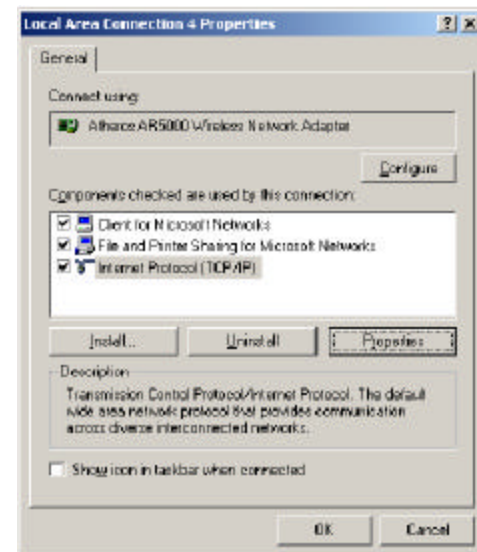 Local Area Connection 4 Properties
General
Connect using:
Atheros AR5000 Wireless Network Adapter
Configure
Components checked are used by this connection:
Client for Microsoft Networks
File and Printer Sharing for Microsoft Networks
Internet Protocol (TCP/IP)
Install...
Uninstall
Properties
Description
Transmission Control Protocol/Internet Protocol. The default
wide area network protocol that provides communication
across diverse interconnected networks.
Show icon in taskbar when connected
OK
Cancel